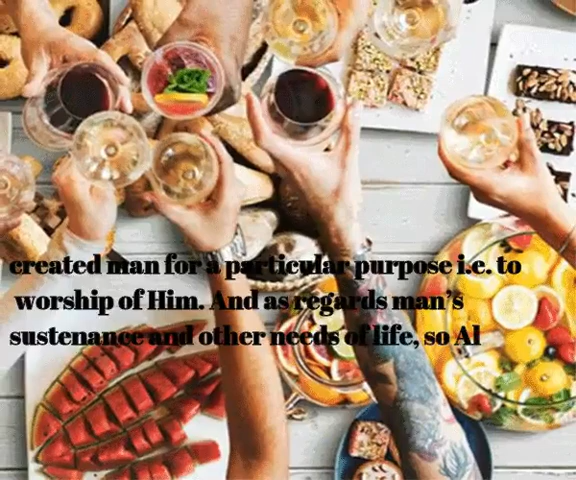 created man for a particular purpose i.e. to
worship of Him. And as regards man's
sustenance and other needs of life, so Al